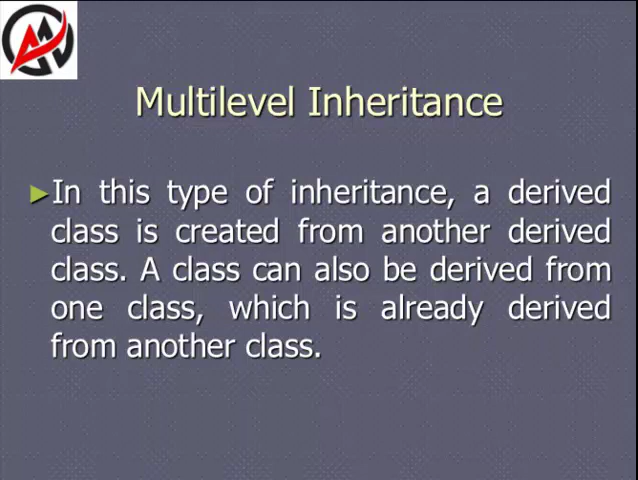 Multilevel Inheritance
►In this type of inheritance, a derived
class is created from another derived
class. A class can also be derived from
one class, which is already derived
from another class.